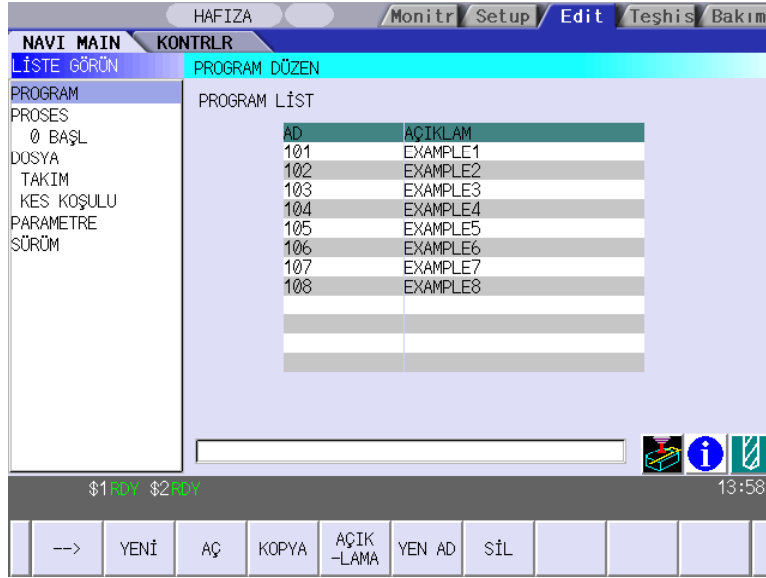 HAFIZA Monitr Setup Edit Teşhis Bakım
NAVI MAIN KONTRLR
LİSTE GÖRÜN PROGRAM DÜZEN
PROGRAM
PROSES
0 BAŞL
DOSYA
TAKIM
KES KOŞULU
PARAMETRE
SÜRÜM
PROGRAM LİST
AD AÇIKLAM
101 EXAMPLE1
102 EXAMPLE2
103 EXAMPLE3
104 EXAMPLE4
105 EXAMPLE5
106 EXAMPLE6
107 EXAMPLE7
108 EXAMPLE8
i
$1RDY $2RDY 13:58
--> YENİ AÇ KOPYA AÇIK
-LAMA YEN AD SİL